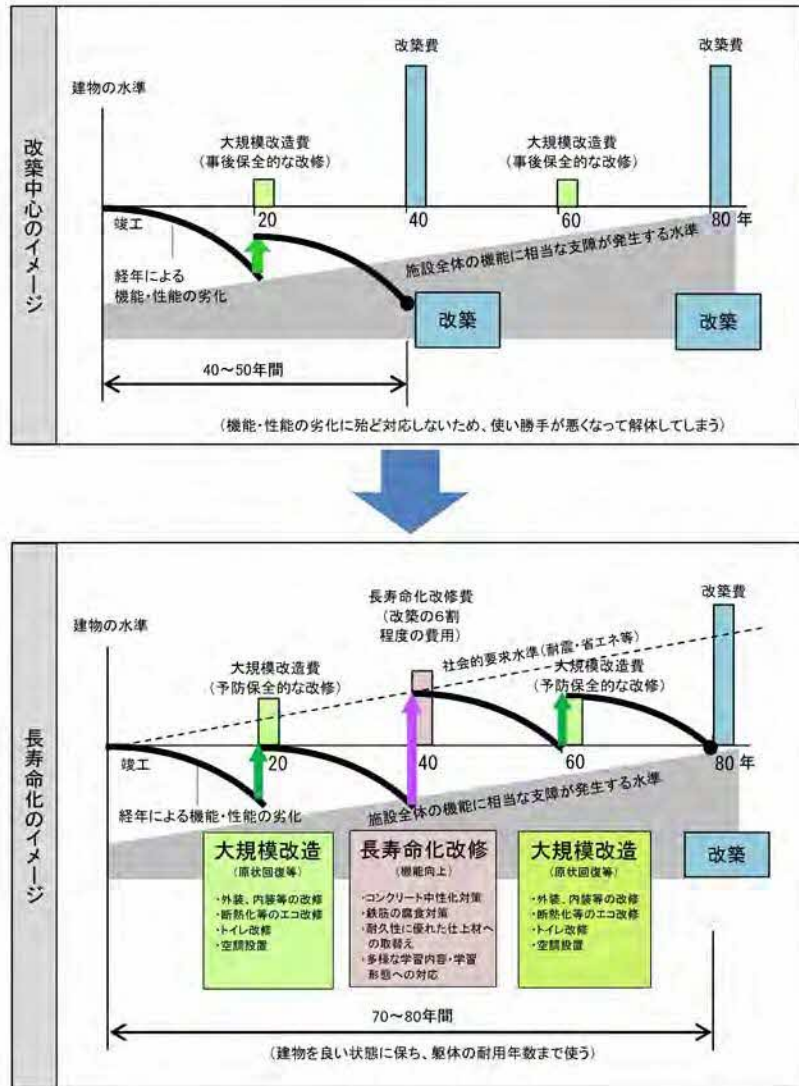 改築中心のイメージ
改築費
改築費
建物の水準
大規模改造費
(事後保全的な改修)
大規模改造費
(事後保全的な改修)
竣工
20
40
60
80 年
経年による
機能・性能の劣化
施設全体の機能に相当な支障が発生する水準
改築
改築
40～50年間
(機能・性能の劣化に殆ど対応しないため、使い勝手が悪くなって解体してしまう)
長寿命化のイメージ
長寿命化改修費
(改築の6割
程度の費用)
改築費
建物の水準
社会的要求水準(耐震・省エネ等)
大規模改造費
(予防保全的な改修)
大規模改造費
(予防保全的な改修)
竣工
20
40
60
80 年
経年による機能・性能の劣化
施設全体の機能に相当な支障が発生する水準
大規模改造
(原状回復等)
・外装、内装等の改修
・断熱化等のエコ改修
・トイレ改修
・空調設置
長寿命化改修
(機能向上)
・コンクリート中性化対策
・鉄筋の腐食対策
・耐久性に優れた仕上材へ
の取替え
・多様な学習内容・学習
形態への対応
大規模改造
(原状回復等)
・外装、内装等の改修
・断熱化等のエコ改修
・トイレ改修
・空調設置
改築
70～80年間
(建物を良い状態に保ち、躯体の耐用年数まで使う)